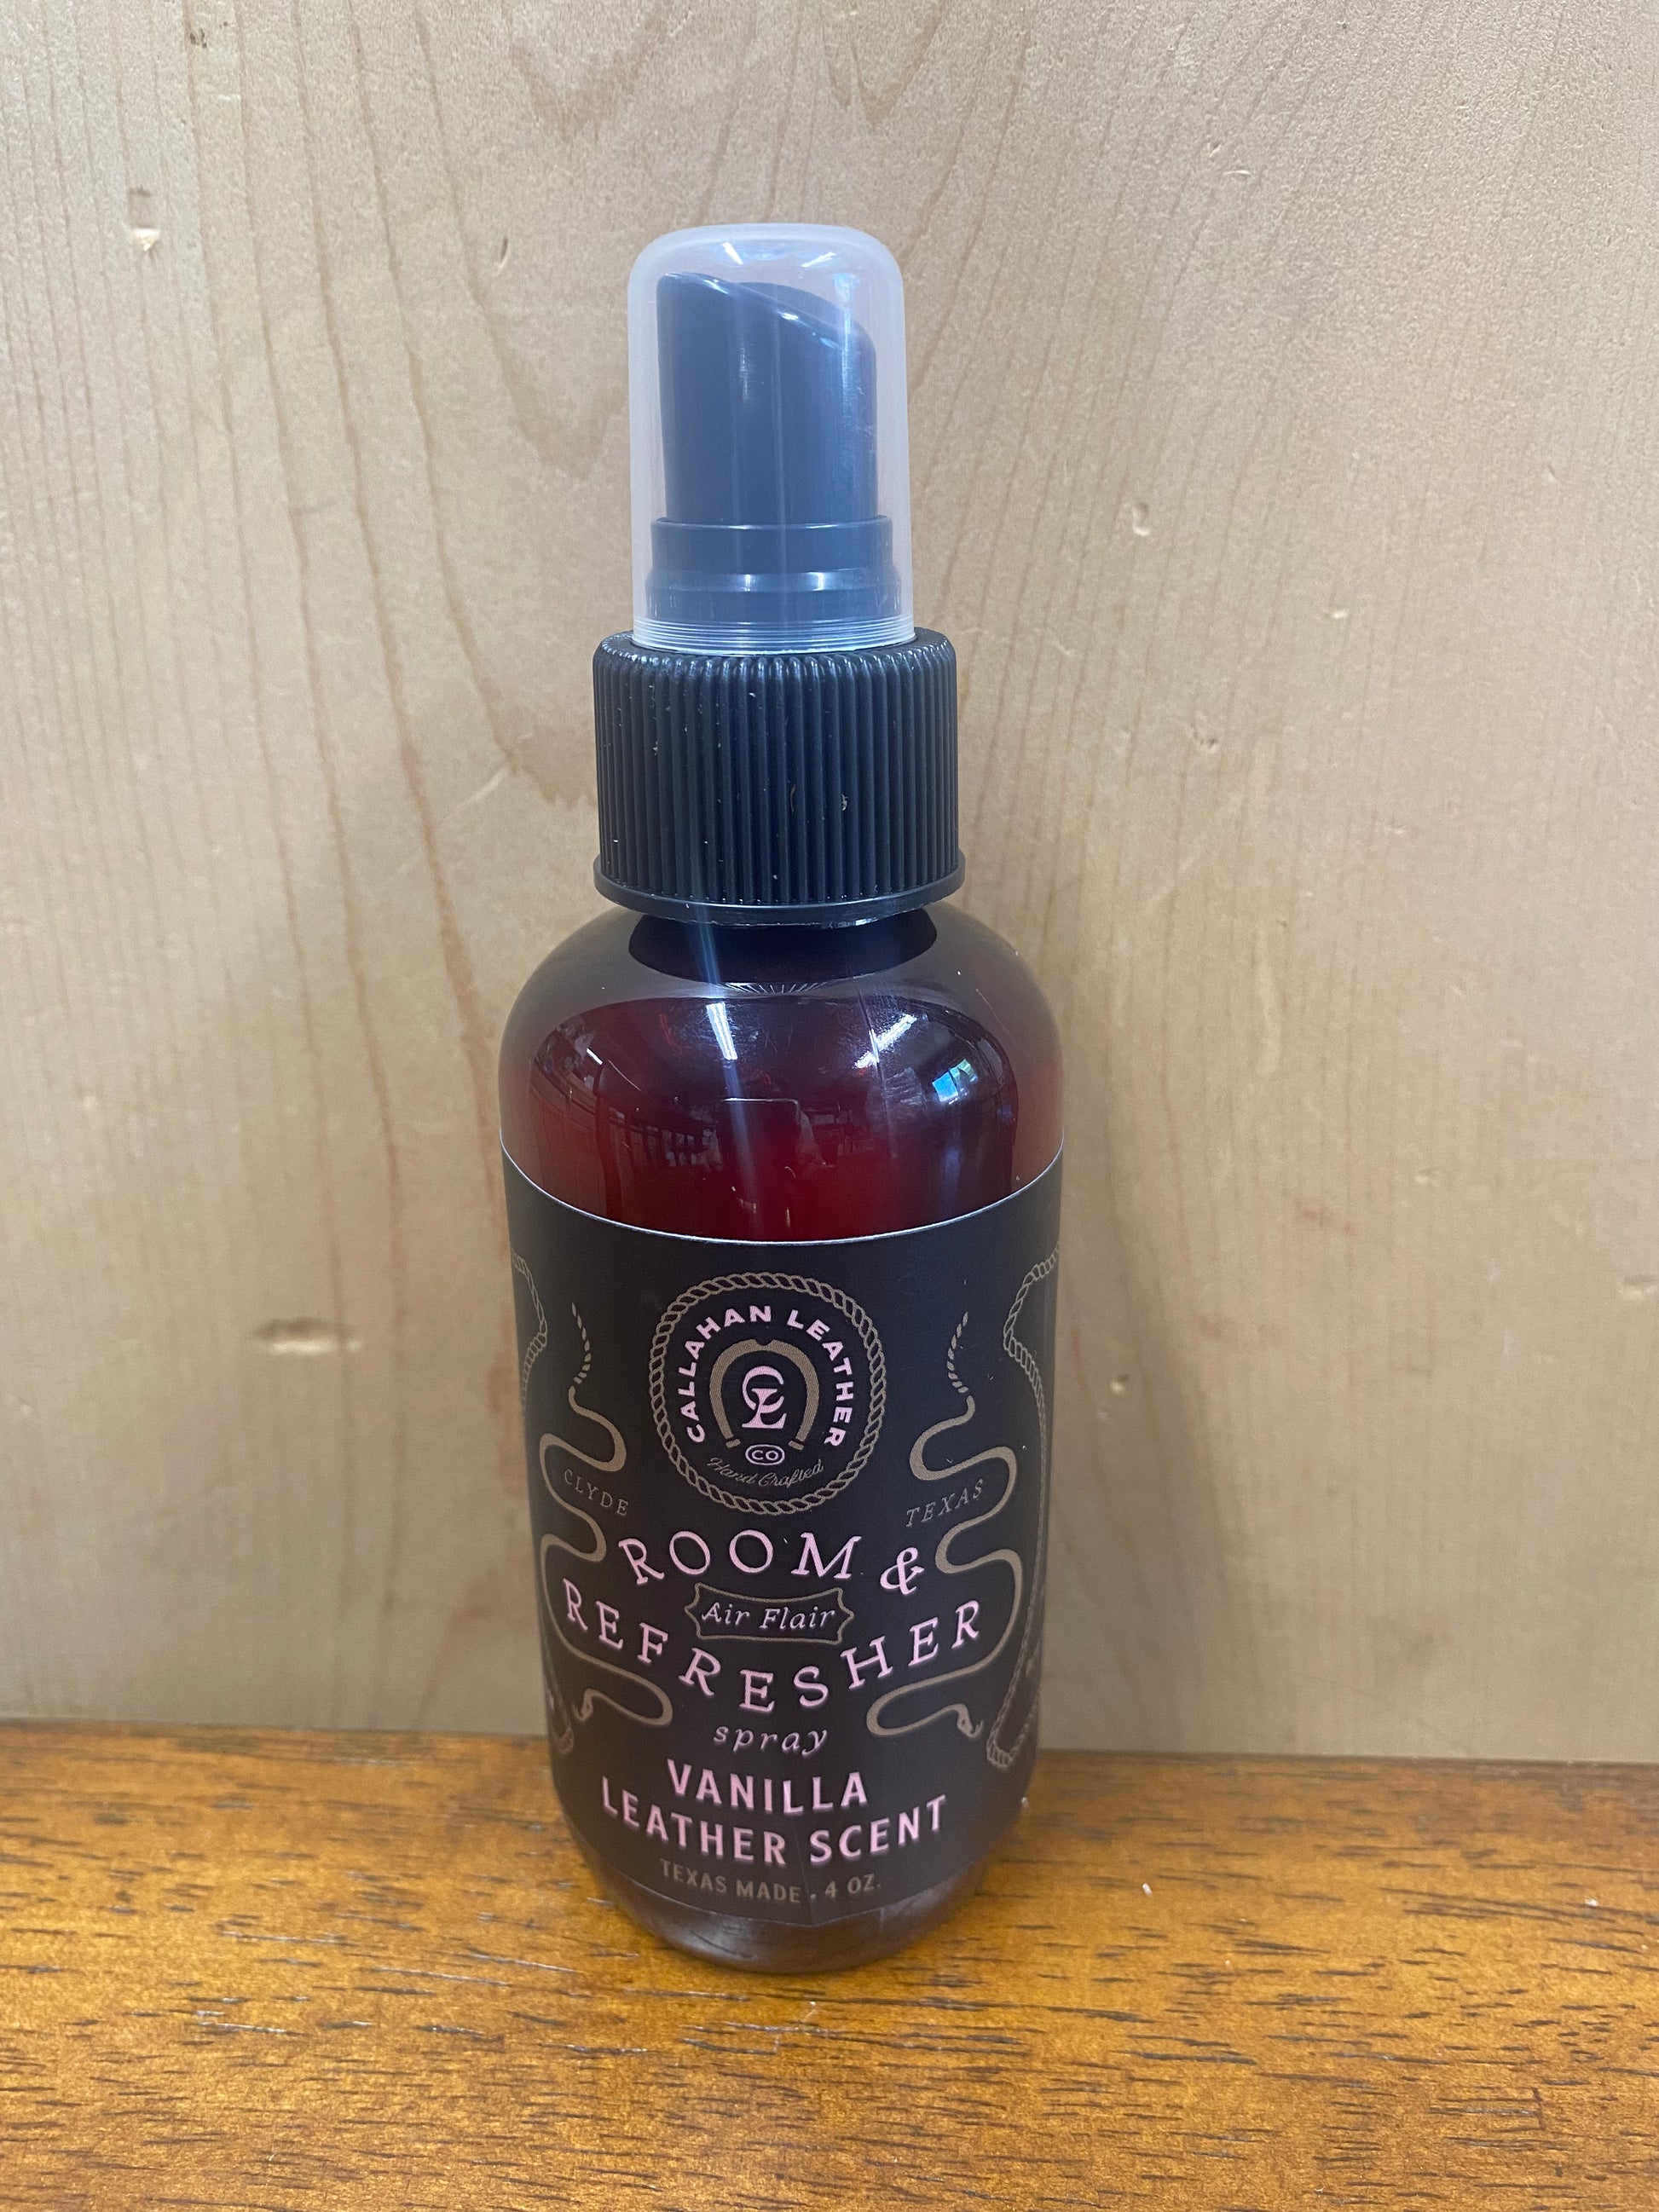 CALLAHAN LEATHER
CL
CO
Hand Crafted
CLYDE TEXAS
ROOM &
Air Flair
REFRESHER
spray
VANILLA
LEATHER SCENT
TEXAS MADE • 4 OZ.